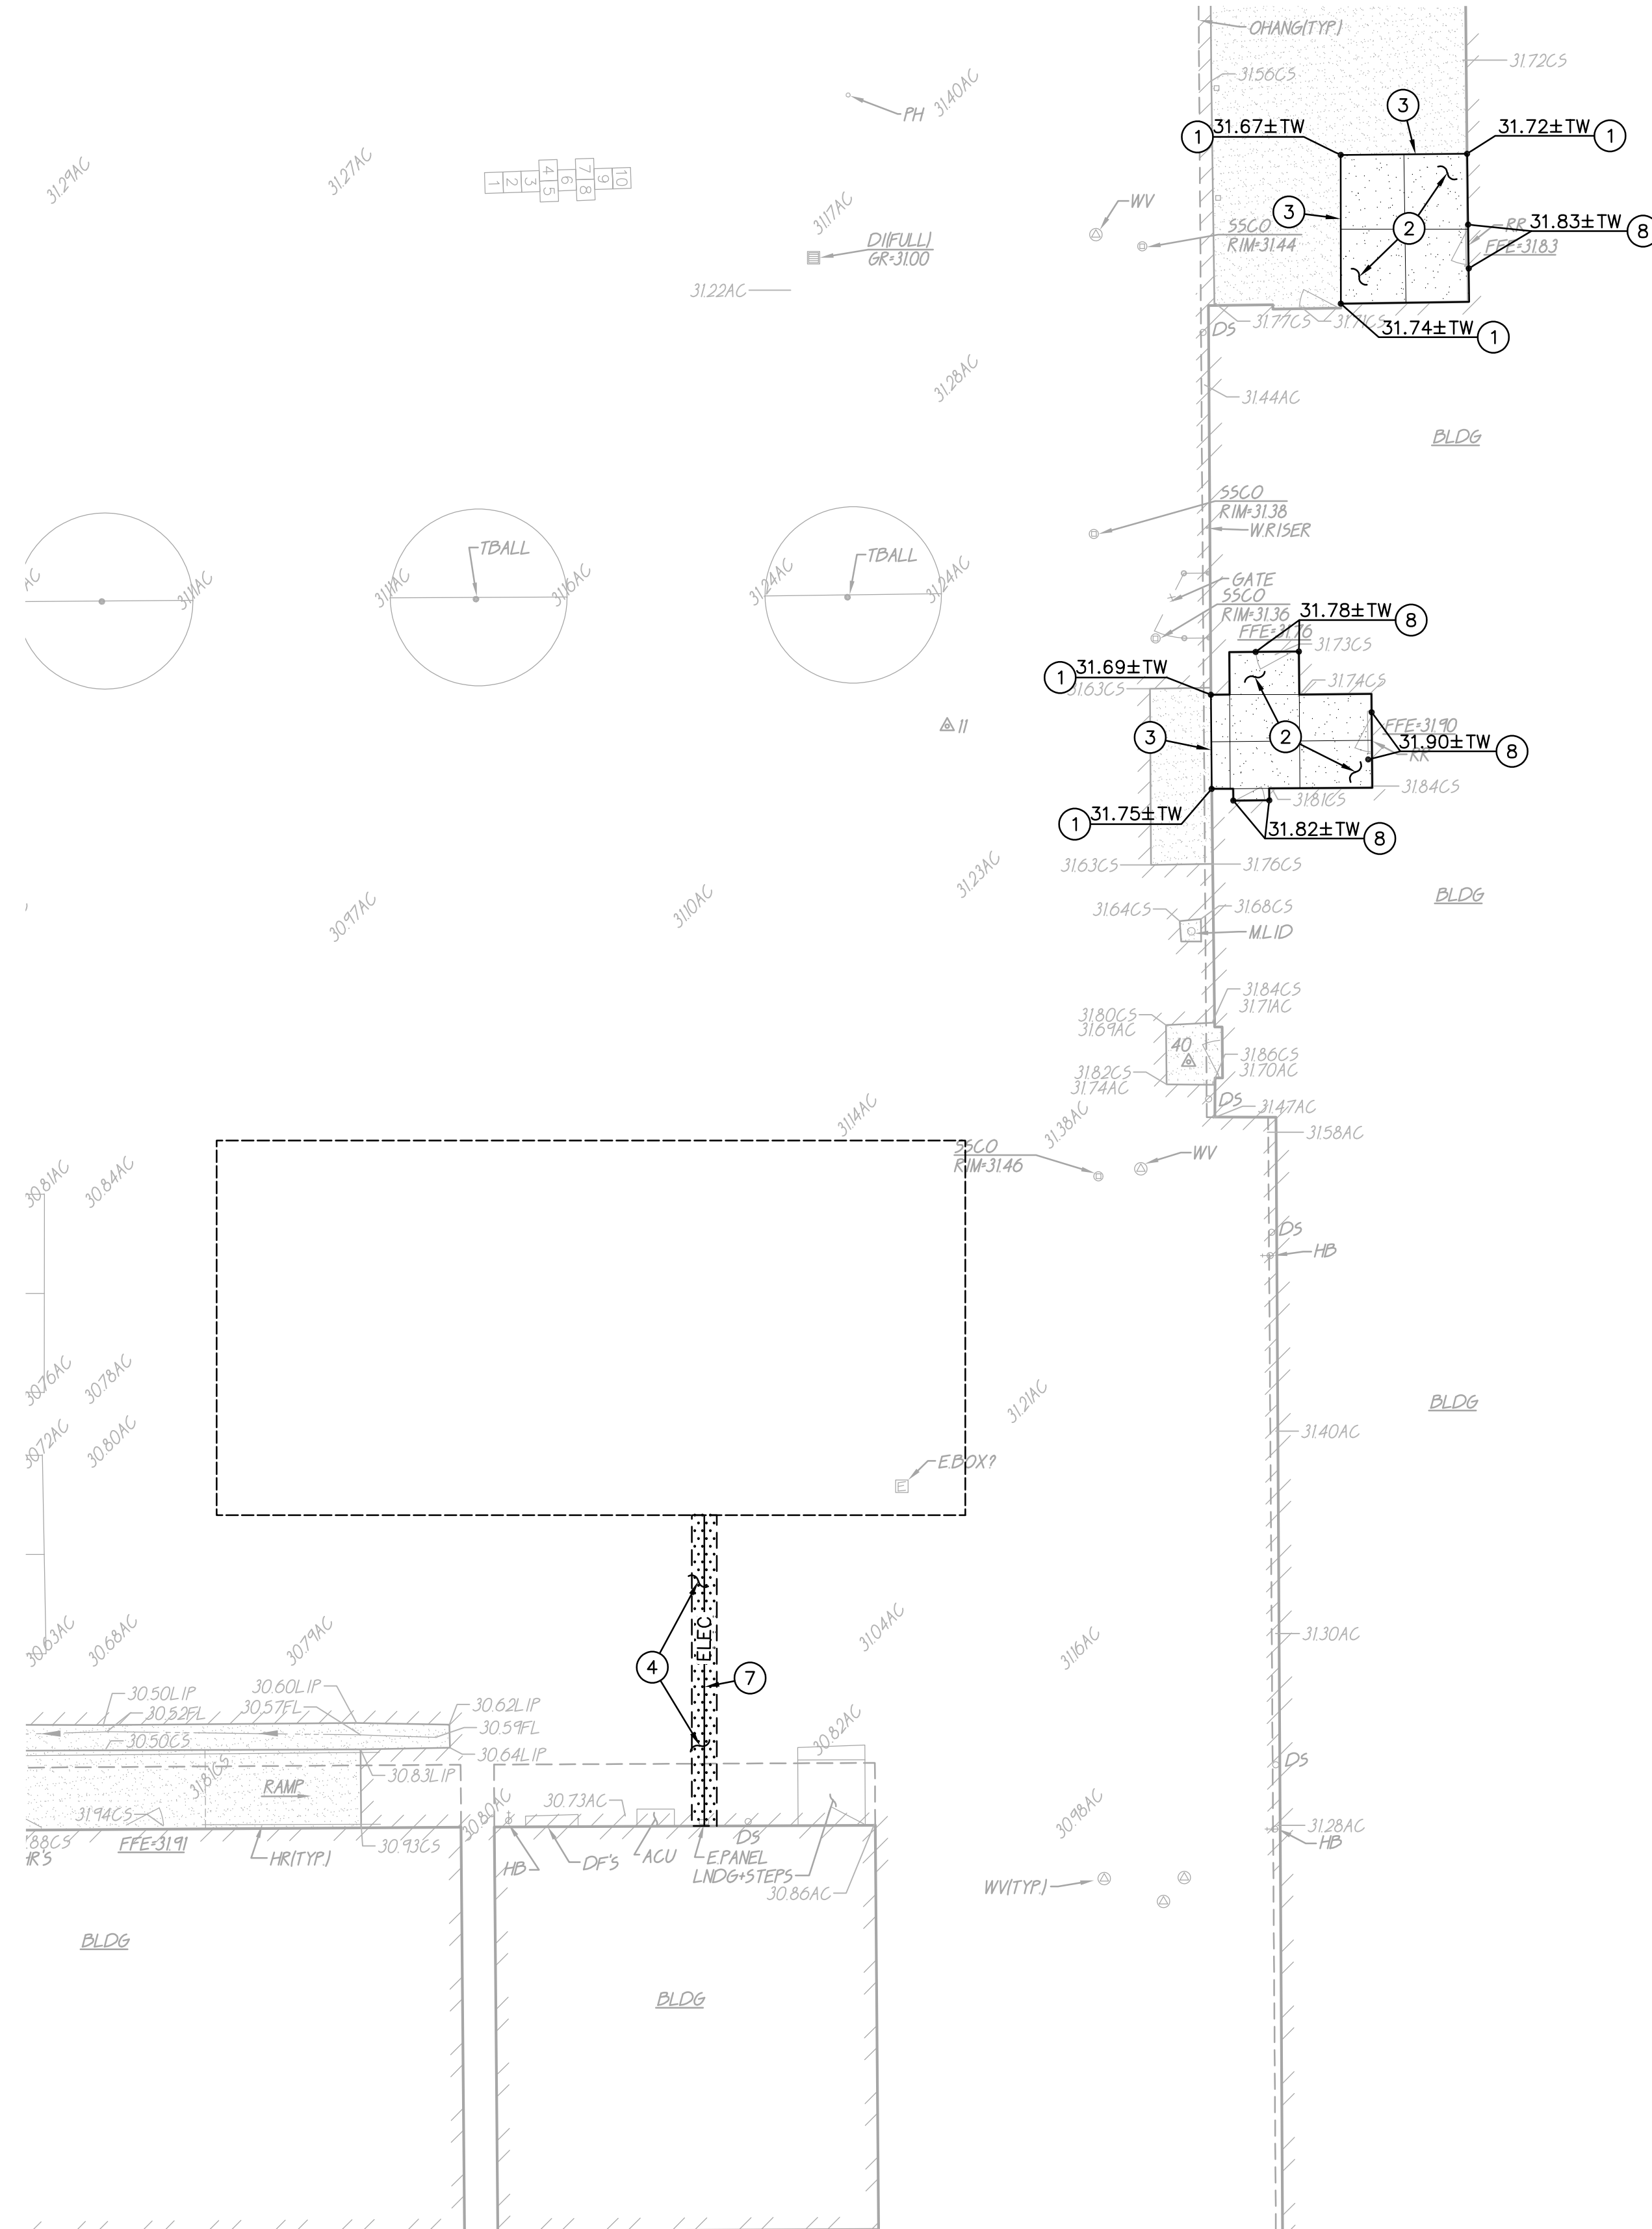 OHANG(TYP.)
31.56CS
31.72CS
31.40AC
PH
3
31.67±TW
1
31.72±TW
1
31.29AC
31.27AC
1
2
3
4
5
6
7
8
9
10
31.17AC
WV
3
SSCO
RIM=31.44
2
RR
31.83±TW
8
FFE=31.83
DI(FULL)
GR=31.00
31.22AC
31.77CS
31.71CS
DS
31.74±TW
1
31.28AC
31.44AC
BLDG
SSCO
RIM=31.38
W.RISER
TBALL
TBALL
31.11AC
31.11AC
31.16AC
31.24AC
31.24AC
GATE
SSCO
RIM=31.36
31.78±TW
8
FFE=31.76
31.73CS
31.69±TW
1
31.63CS
31.74CS
11
3
2
FFE=31.90
31.90±TW
8
RR
31.84CS
31.81CS
1
31.75±TW
31.82±TW
8
31.63CS
31.76CS
31.23AC
30.97AC
31.10AC
BLDG
31.64CS
31.68CS
M.LID
31.84CS
31.71AC
31.80CS
31.69AC
40
31.86CS
31.70AC
31.82CS
31.74AC
DS
31.47AC
31.14AC
31.38AC
31.58AC
SSCO
RIM=31.46
WV
30.81AC
30.84AC
DS
HB
30.76AC
30.78AC
31.21AC
BLDG
30.72AC
30.80AC
31.40AC
E.BOX?
E
30.63AC
30.68AC
30.79AC
ELEC
31.04AC
31.16AC
31.30AC
4
7
30.50LIP
30.60LIP
30.52FL
30.57FL
30.62LIP
30.59FL
30.50CS
30.64LIP
30.82AC
DS
31.81CS
30.83LIP
RAMP
31.94CS
30.80AC
30.73AC
30.98AC
31.28AC
HB
88CS
HR'S
FFE=31.91
HR(TYP.)
30.93CS
HB
DF'S
ACU
E.PANEL
DS
LNDG+STEPS
30.86AC
WV(TYP.)
BLDG
BLDG